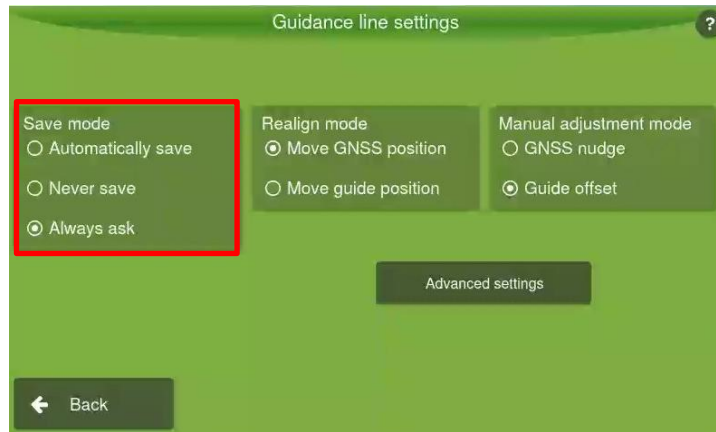 Guidance line settings
?
Save mode
Automatically save
Never save
Always ask
Realign mode
Move GNSS position
Move guide position
Manual adjustment mode
GNSS nudge
Guide offset
Advanced settings
Back